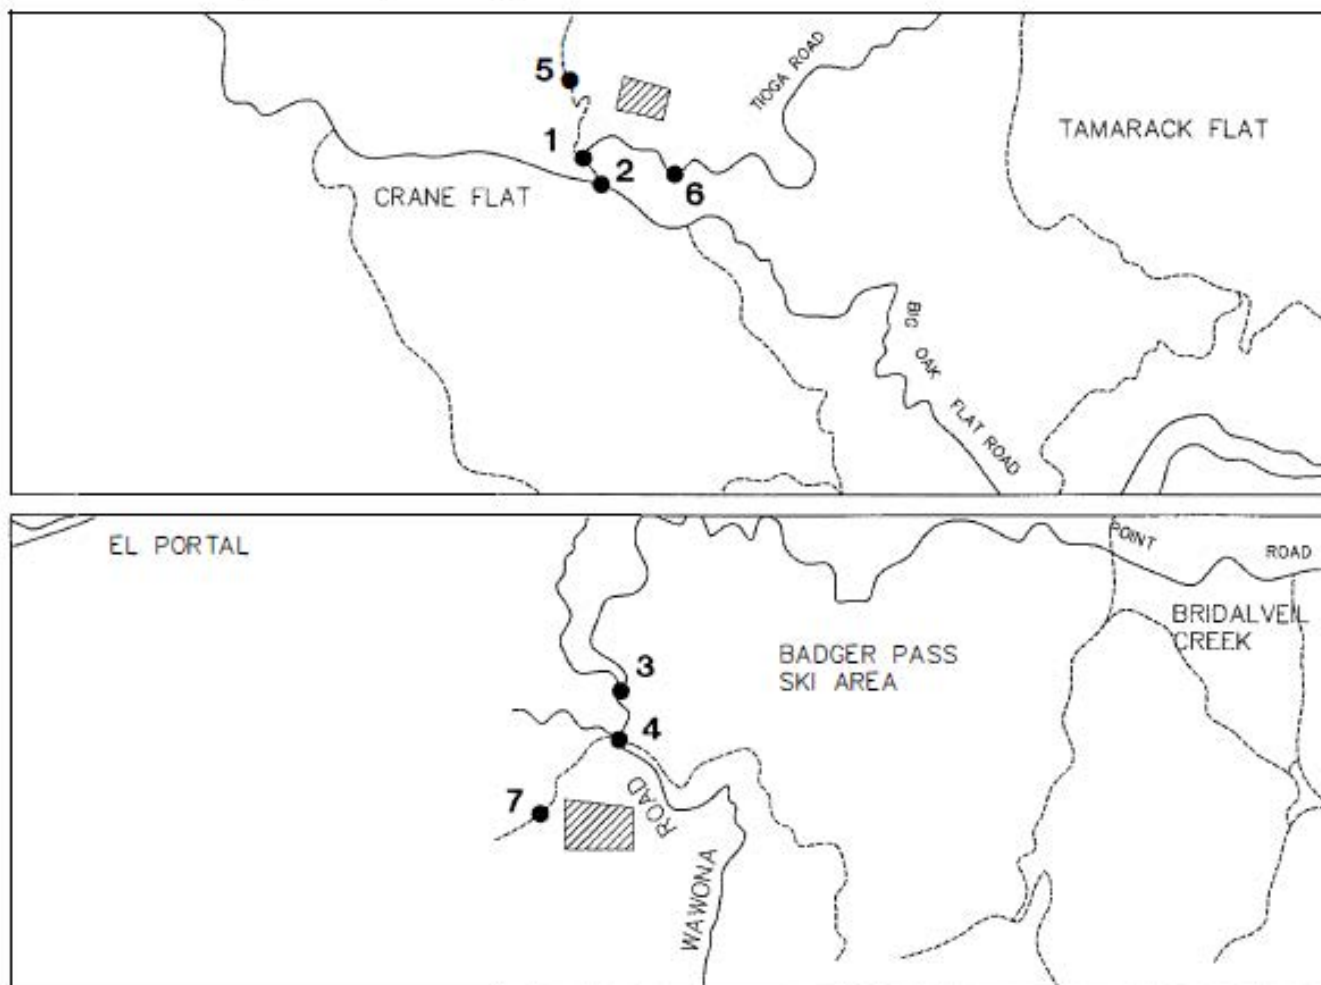 5
TIOGA ROAD
TAMARACK FLAT
1
2
6
CRANE FLAT
BIG OAK FLAT ROAD
EL PORTAL
POINT ROAD
BRIDALVEIL
CREEK
BADGER PASS
SKI AREA
3
4
7
WAWONA ROAD